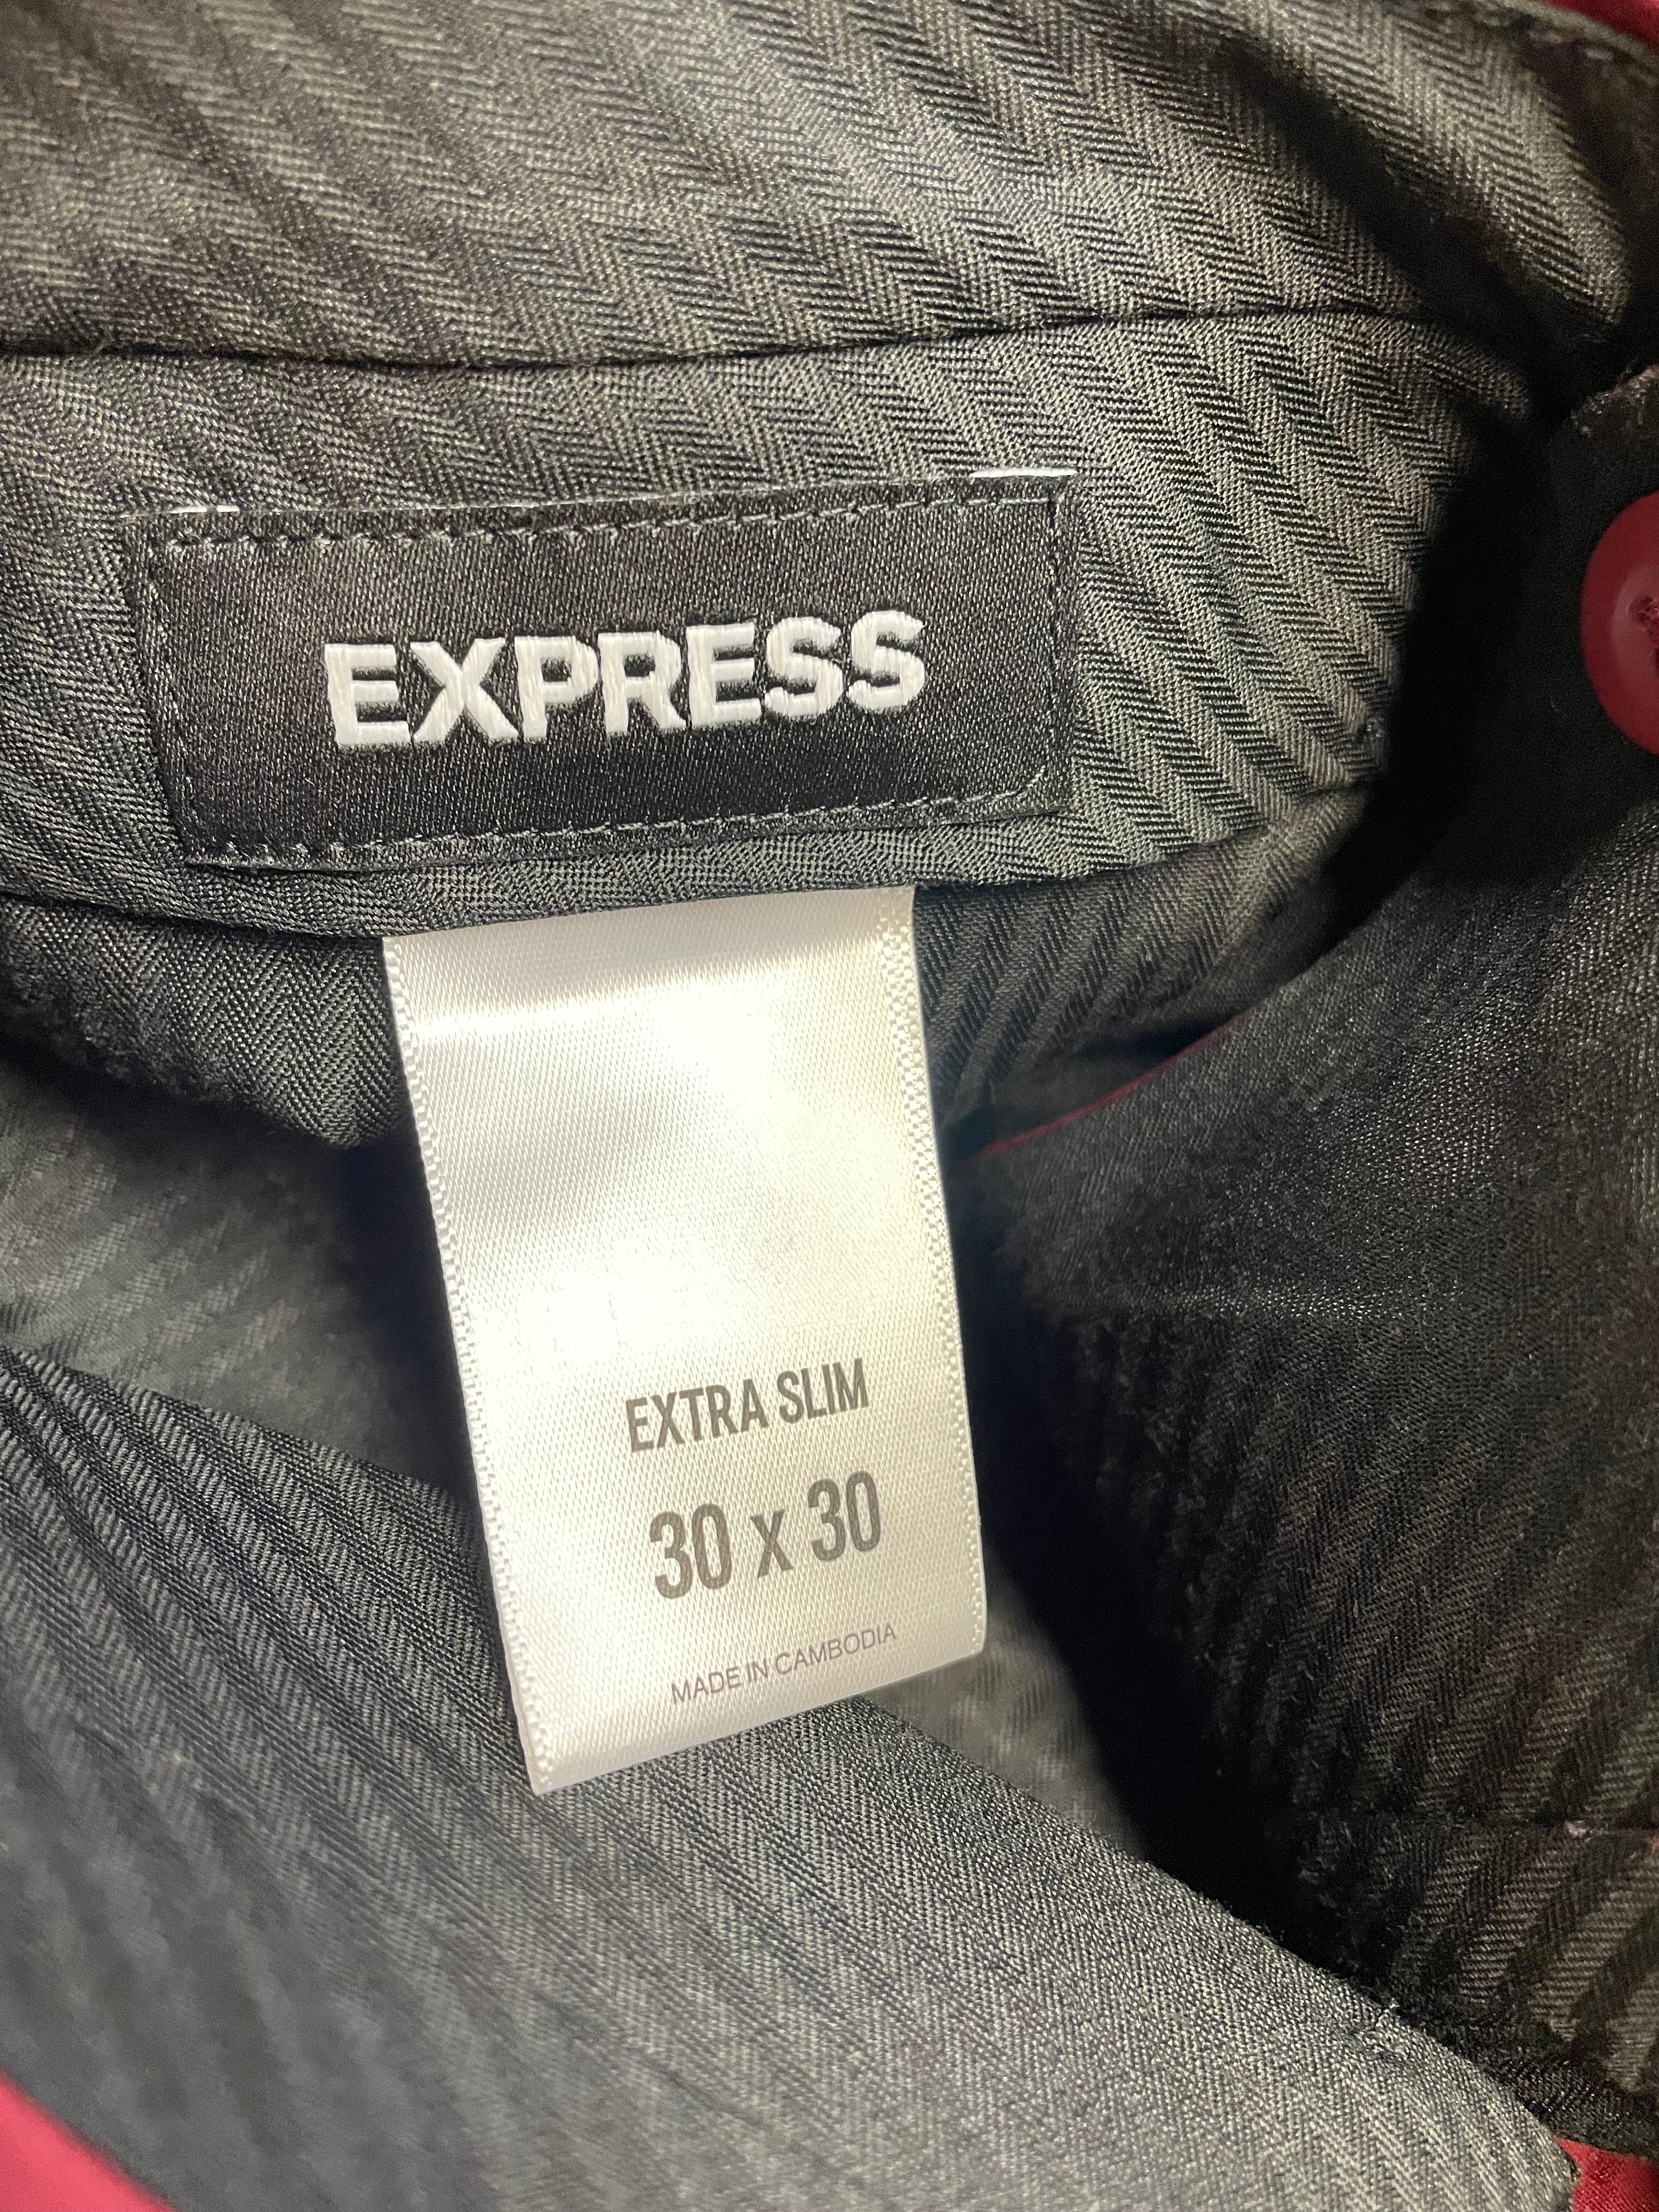 EXPRESS
EXTRA SLIM
30 x 30
MADE IN CAMBODIA